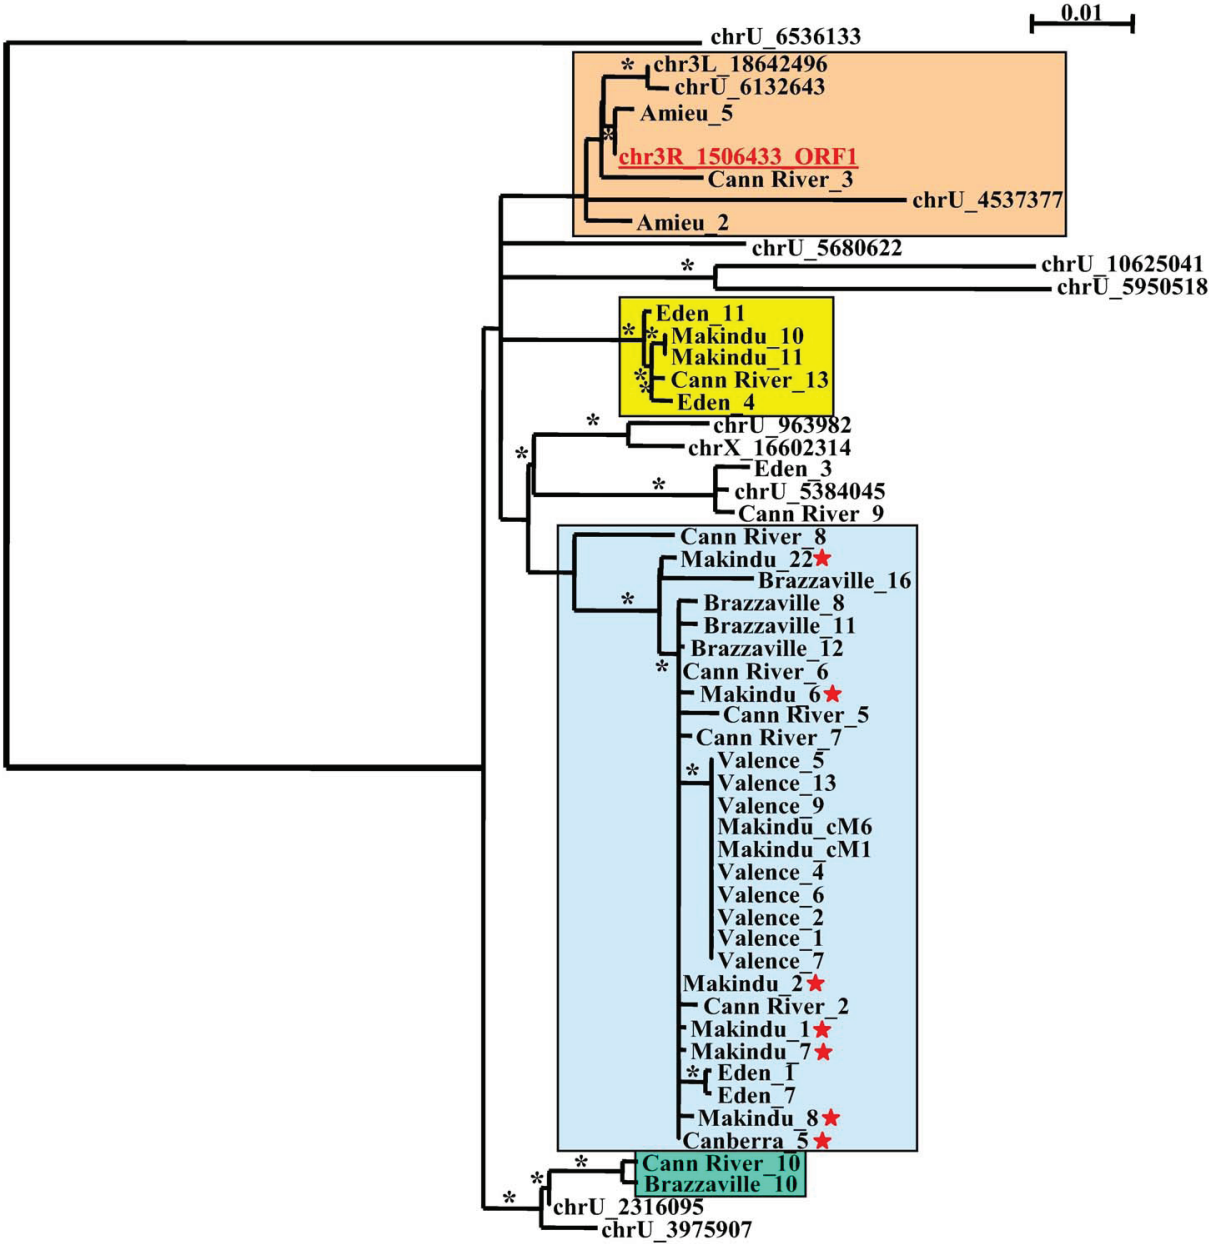 0.01
chrU_6536133
*
chr3L_18642496
chrU_6132643
Amieu_5
*
chr3R_1506433_ORF1
Cann River_3
chrU_4537377
Amieu_2
chrU_5680622
*
chrU_10625041
chrU_5950518
Eden_11
* *
Makindu_10
Makindu_11
*
Cann River_13
*
Eden_4
*
chrU_963982
*
chrX_16602314
Eden_3
*
chrU_5384045
Cann River_9
Cann River_8
Makindu_22
Brazzaville_16
*
Brazzaville_8
Brazzaville_11
Brazzaville_12
*
Cann River_6
Makindu_6
Cann River_5
Cann River_7
Valence_5
*
Valence_13
Valence_9
Makindu_cM6
Makindu_cM1
Valence_4
Valence_6
Valence_2
Valence_1
Valence_7
Makindu_2
Cann River_2
Makindu_1
Makindu_7
*
Eden_1
Eden_7
Makindu_8
Canberra_5
*
Cann River_10
*
Brazzaville_10
*
chrU_2316095
chrU_3975907